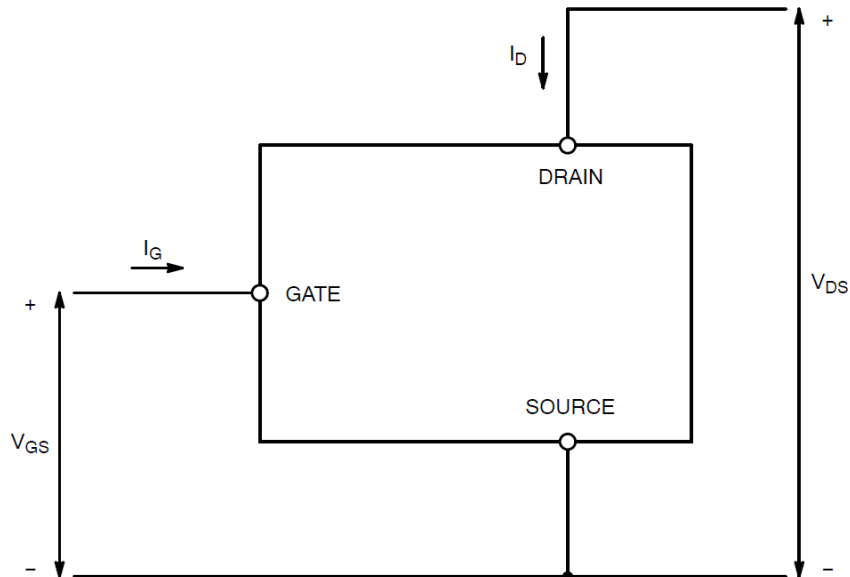 +
I_D
DRAIN
I_G
V_DS
+
GATE
SOURCE
V_GS
−
−